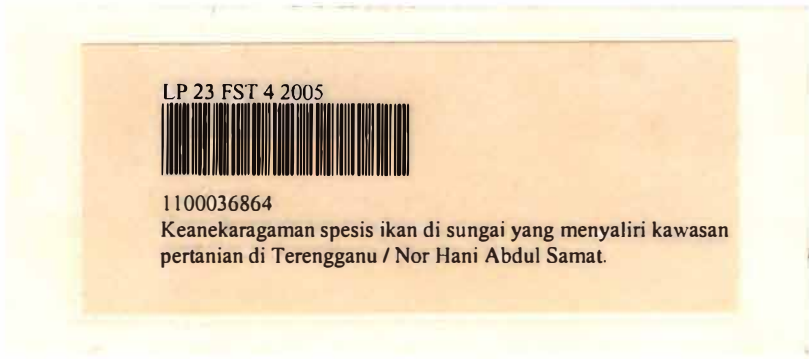 LP 23 FST 4 2005
1100036864
Keanekaragaman spesis ikan di sungai yang menyaliri kawasan
pertanian di Terengganu / Nor Hani Abdul Samat.